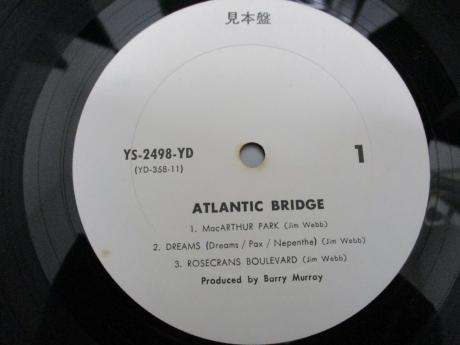 見本盤
YS-2498-YD
(YD-358-11)
1
ATLANTIC BRIDGE
1. MacARTHUR PARK (Jim Webb)
2. DREAMS (Dreams / Pax / Nepenthe) (Jim Webb)
3. ROSECRANS BOULEVARD (Jim Webb)
Produced by Barry Murray